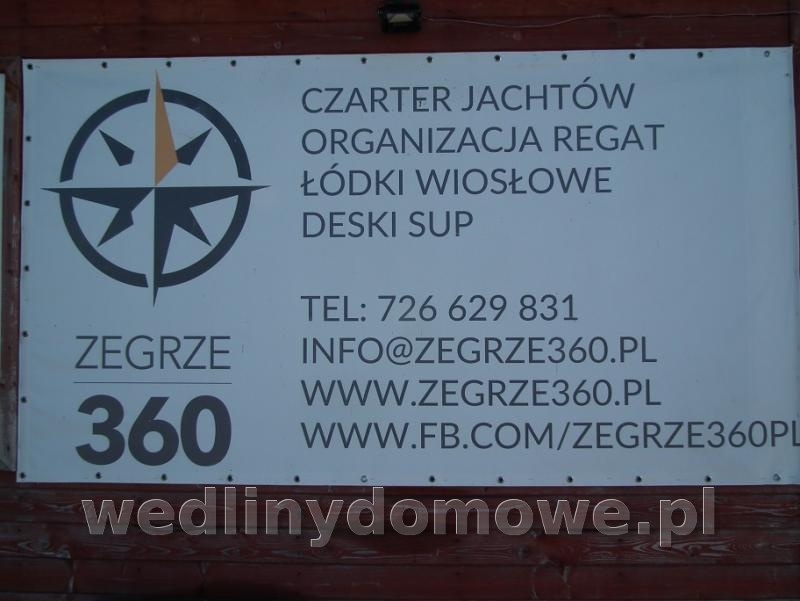 CZARTER JACHTÓW
ORGANIZACJA REGAT
ŁÓDKI WIOSŁOWE
DESKI SUP
TEL: 726 629 831
INFO@ZEGRZE360.PL
WWW.ZEGRZE360.PL
WWW.FB.COM/ZEGRZE360PL
ZEGRZE
360
wedlinydomowe.pl